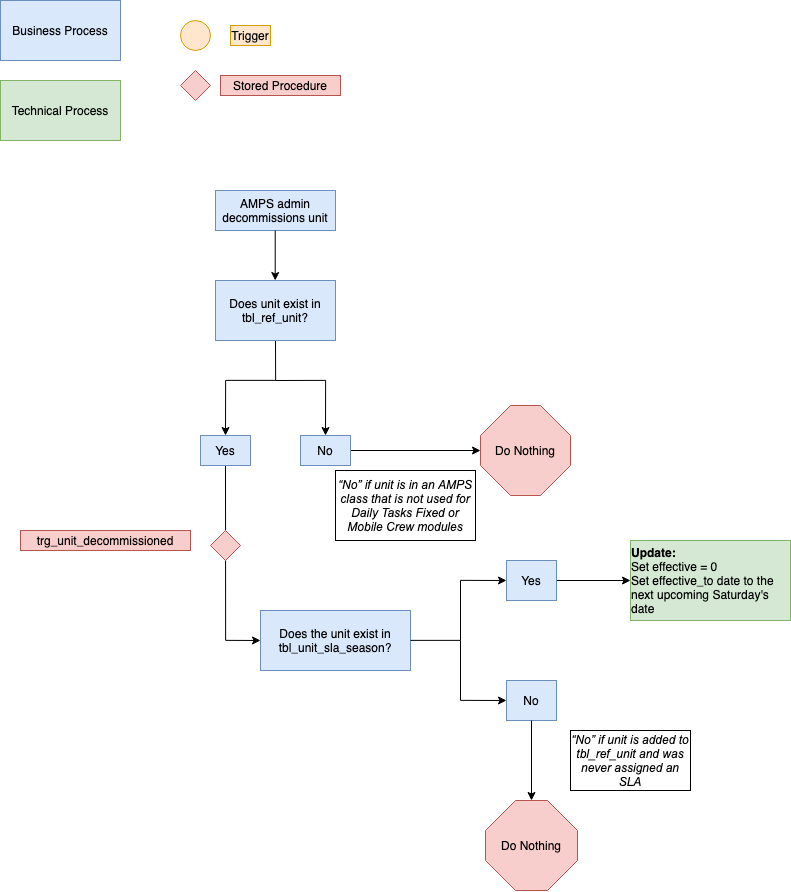 Business Process
Trigger
Stored Procedure
Technical Process
AMPS admin
decommissions unit
Does unit exist in
tbl_ref_unit?
Yes
No
Do Nothing
"No" if unit is in an AMPS
class that is not used for
Daily Tasks Fixed or
Mobile Crew modules
trg_unit_decommissioned
Does the unit exist in
tbl_unit_sla_season?
Yes
Update:
Set effective = 0
Set effective_to date to the
next upcoming Saturday's
date
No
"No" if unit is added to
tbl_ref_unit and was
never assigned an
SLA
Do Nothing